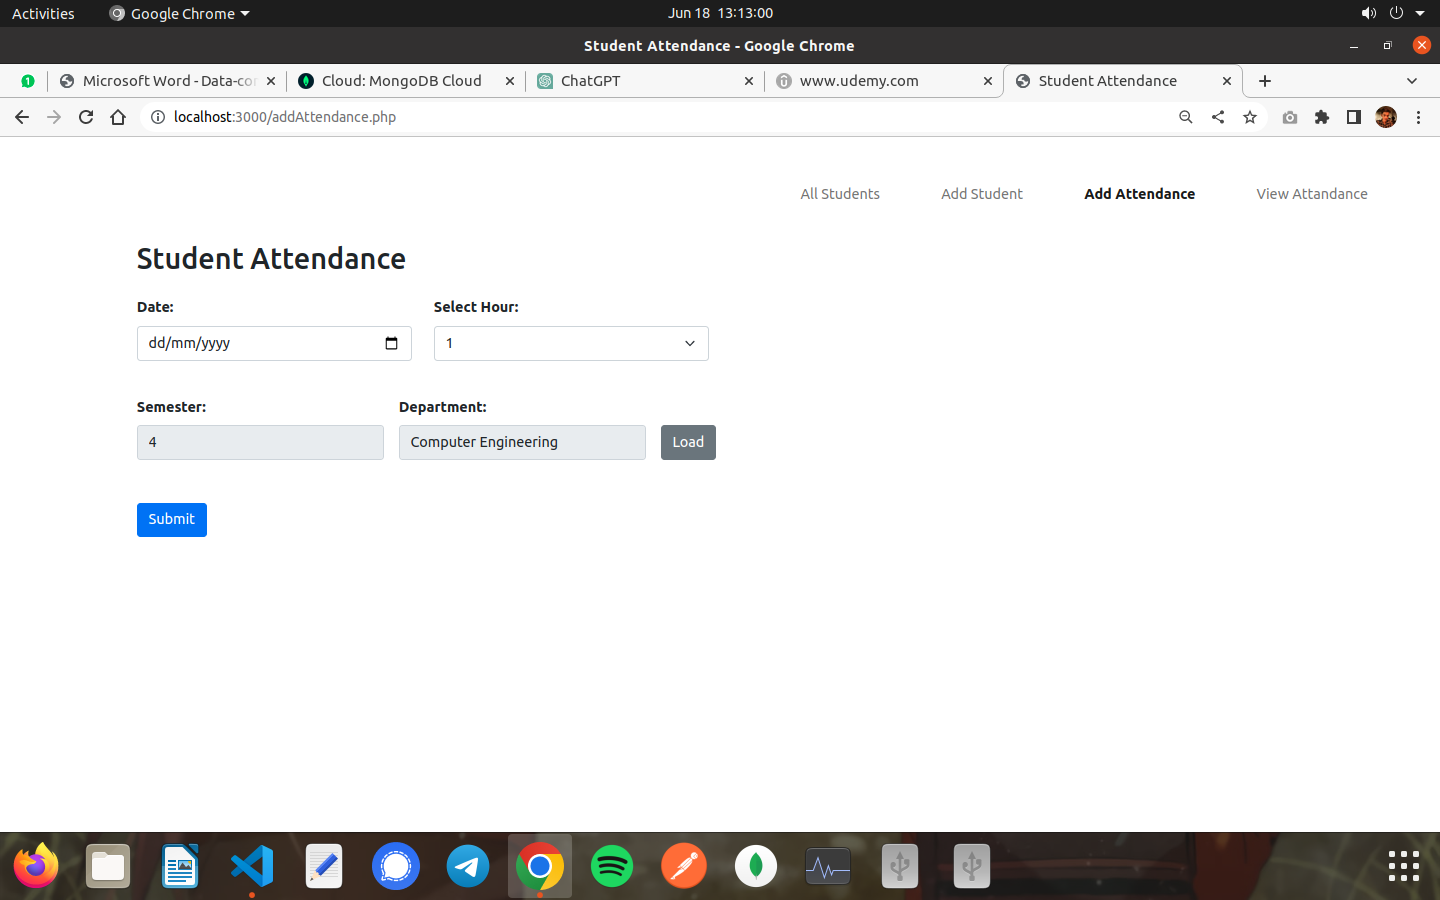 Activities Google Chrome Jun 18 13:13:00
Student Attendance - Google Chrome
1 Microsoft Word - Data-co Cloud: MongoDB Cloud ChatGPT www.udemy.com Student Attendance
localhost:3000/addAttendance.php
All Students Add Student Add Attendance View Attandance
Student Attendance
Date: Select Hour:
dd/mm/yyyy 1
Semester: Department:
4 Computer Engineering Load
Submit